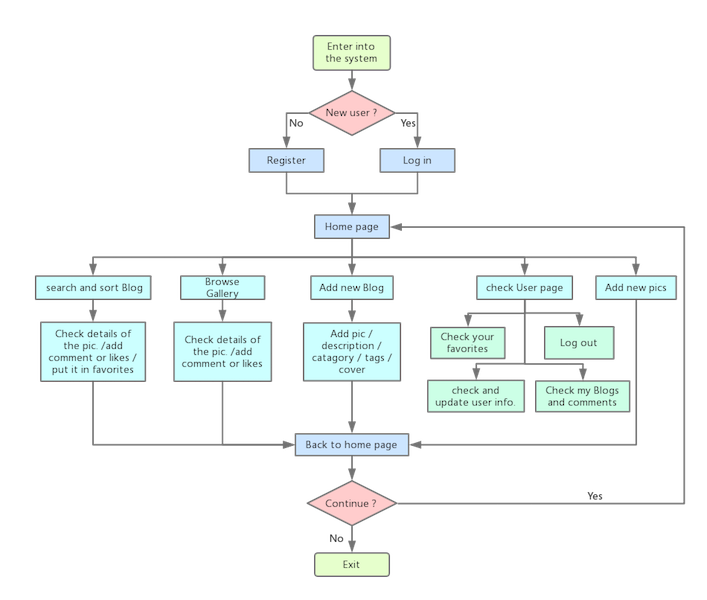 Enter into
the system
New user ?
No
Yes
Register
Log in
Home page
search and sort Blog
Browse
Gallery
Add new Blog
check User page
Add new pics
Check details of
the pic. /add
comment or likes /
put it in favorites
Check details of
the pic. /add
comment or likes
Add pic /
description /
catagory / tags /
cover
Check your
favorites
Log out
check and
update user info.
Check my Blogs
and comments
Back to home page
Continue ?
Yes
No
Exit